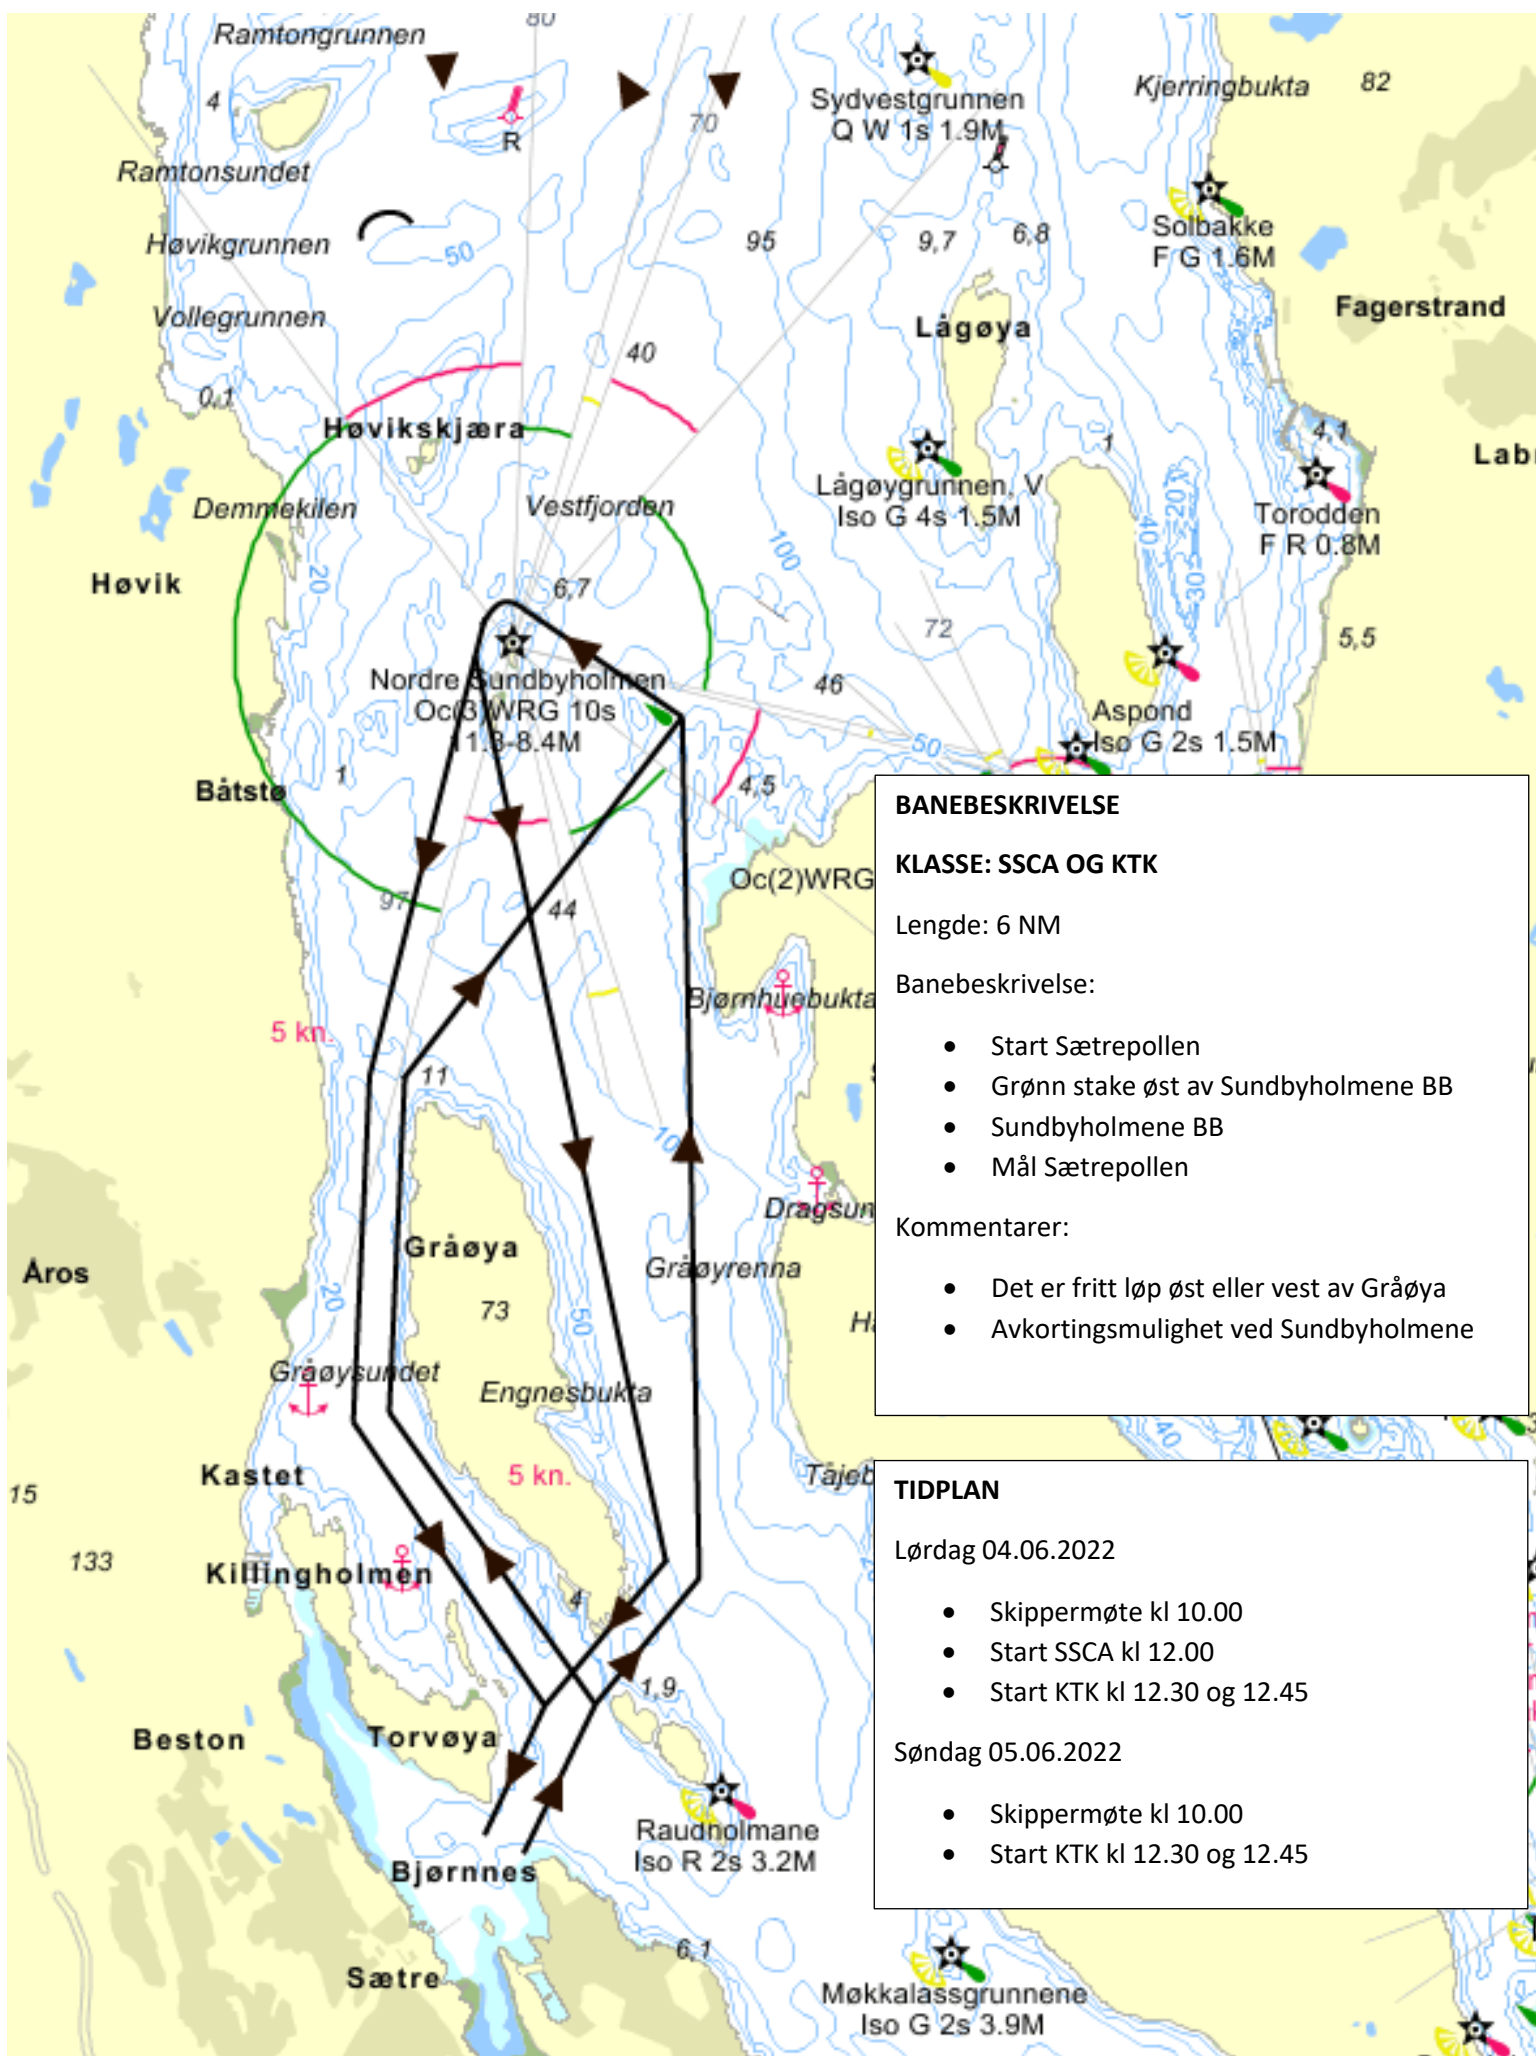 80
Ramtongrunnen
Kjerringbukta
82
4
Sydvestgrunnen
Q W 1s 1.9M
70
R
Ramtonsundet
Solbakke
F G 1.6M
Høvikgrunnen
50
95
9,7
6,8
Vollegrunnen
Fagerstrand
Lågøya
40
0,1
Høvikskjæra
1
4,1
Demmekilen
Vestfjorden
Lågøygrunnen, V
Iso G 4s 1.5M
20
40
Torodden
F R 0.8M
100
20
30
Høvik
6,7
72
5,5
Nordre Sundbyholmen
Oc(3) WRG 10s
11.3-8.4M
46
50
Aspond
Iso G 2s 1.5M
Båtstø
1
4,5
BANEBESKRIVELSE
KLASSE: SSCA OG KTK
Lengde: 6 NM
Banebeskrivelse:
• Start Sætrepollen
• Grønn stake øst av Sundbyholmene BB
• Sundbyholmene BB
• Mål Sætrepollen
Kommentarer:
• Det er fritt løp øst eller vest av Gråøya
• Avkortingsmulighet ved Sundbyholmene
Oc(2)WRG
97
44
Bjørnhuebukta
5 kn.
11
10
Dragsun
Gråøya
Gråøyrenna
Åros
20
73
50
Gråøysundet
Engnesbukta
40
Kastet
5 kn.
Tåjeb
15
133
Killingholmen
4
TIDPLAN
Lørdag 04.06.2022
• Skippermøte kl 10.00
• Start SSCA kl 12.00
• Start KTK kl 12.30 og 12.45
Søndag 05.06.2022
• Skippermøte kl 10.00
• Start KTK kl 12.30 og 12.45
1,9
Beston
Torvøya
Raudholmane
Iso R 2s 3.2M
Bjørnnes
6,1
Sætre
Møkkalassgrunnene
Iso G 2s 3.9M